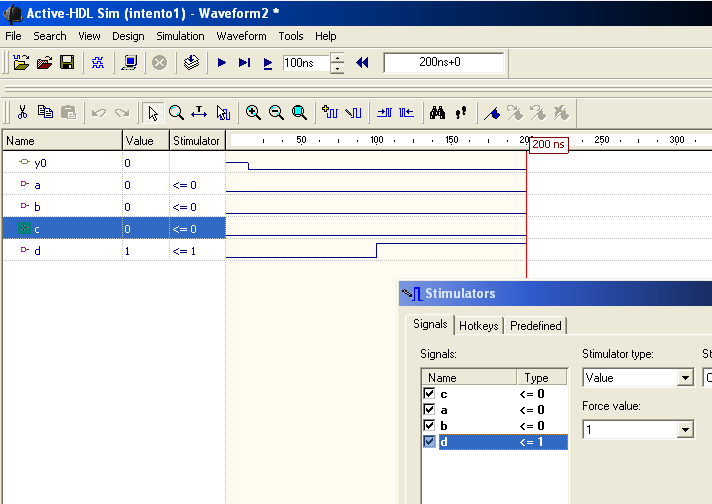 Active-HDL Sim (intento1) - Waveform2 *
File Search View Design Simulation Waveform Tools Help
100ns 200ns+0
Name Value Stimulator 50 100 150 20 250 300
200 ns
y0 0
a 0 <= 0
b 0 <= 0
c 0 <= 0
d 1 <= 1
Stimulators
Signals Hotkeys Predefined
Signals: Stimulator type: St
Name Type Value C
c <= 0
a <= 0 Force value:
b <= 0 1
d <= 1